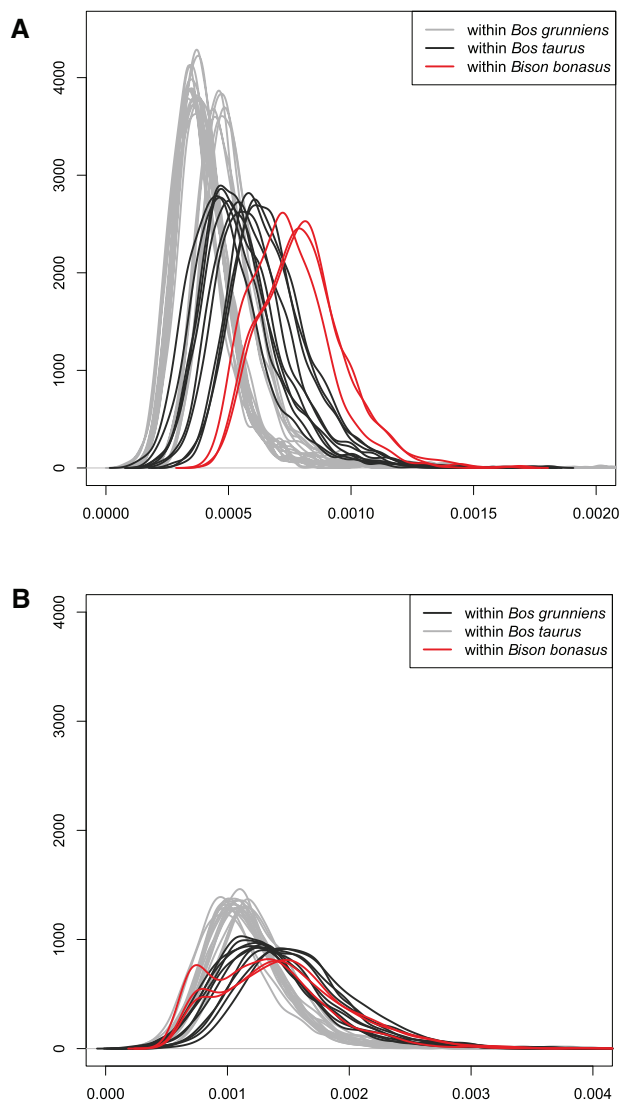 A
within Bos grunniens
within Bos taurus
within Bison bonasus
4000
3000
2000
1000
0
0.0000 0.0005 0.0010 0.0015 0.0020
B
within Bos grunniens
within Bos taurus
within Bison bonasus
4000
3000
2000
1000
0
0.000 0.001 0.002 0.003 0.004